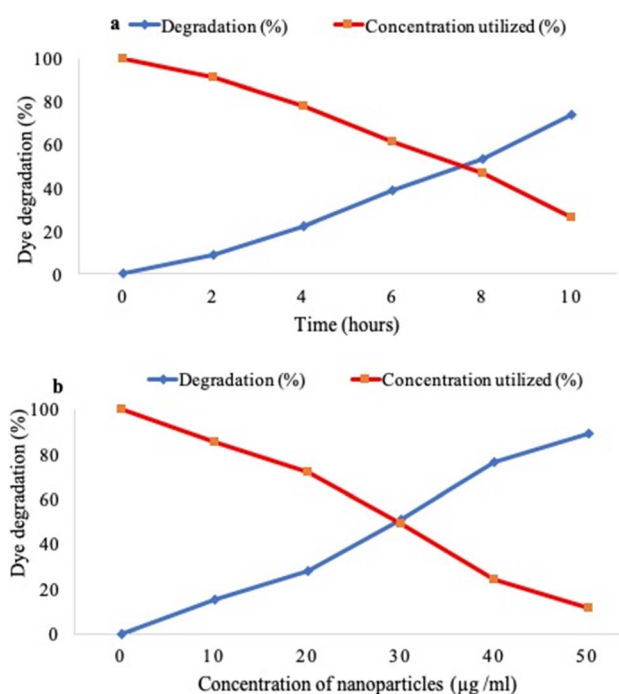 a Degradation (%) Concentration utilized (%)
100
80
60
40
20
0
Dye degradation (%)
0 2 4 6 8 10
Time (hours)
b Degradation (%) Concentration utilized (%)
100
80
60
40
20
0
Dye degradation (%)
0 10 20 30 40 50
Concentration of nanoparticles (µg /ml)